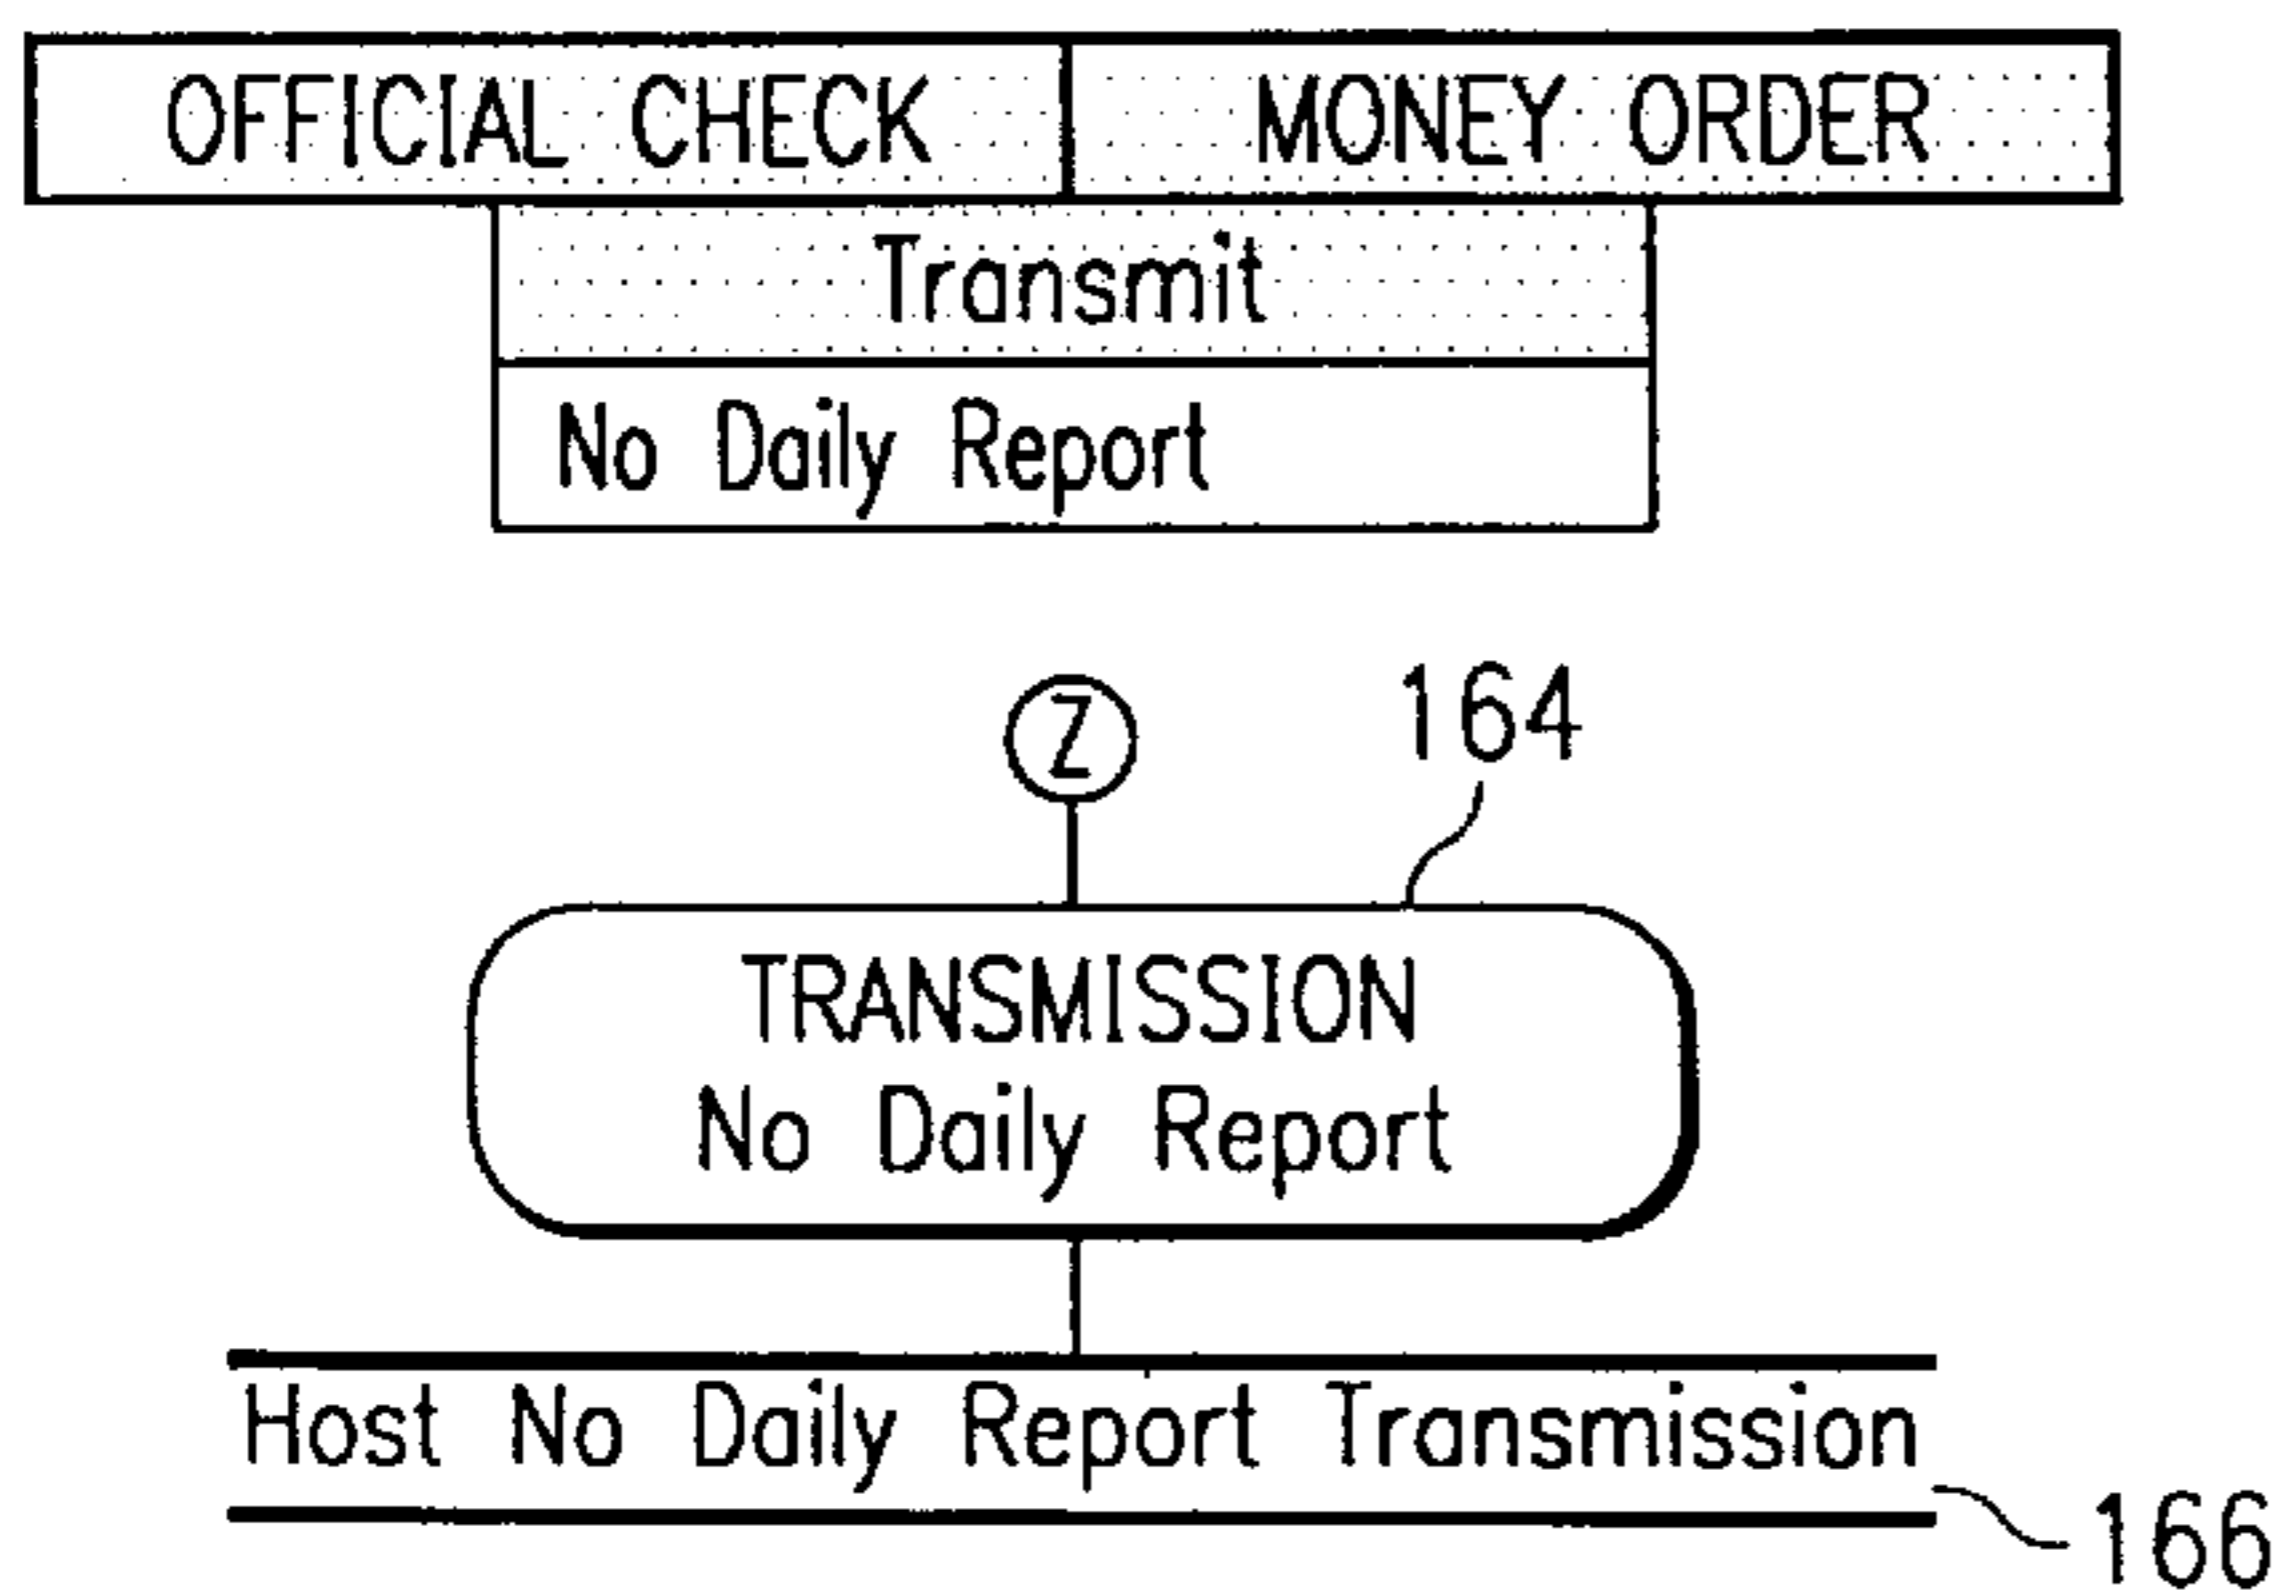 OFFICIAL CHECK MONEY ORDER
Transmit
No Daily Report
Z
164
TRANSMISSION
No Daily Report
Host No Daily Report Transmission
166